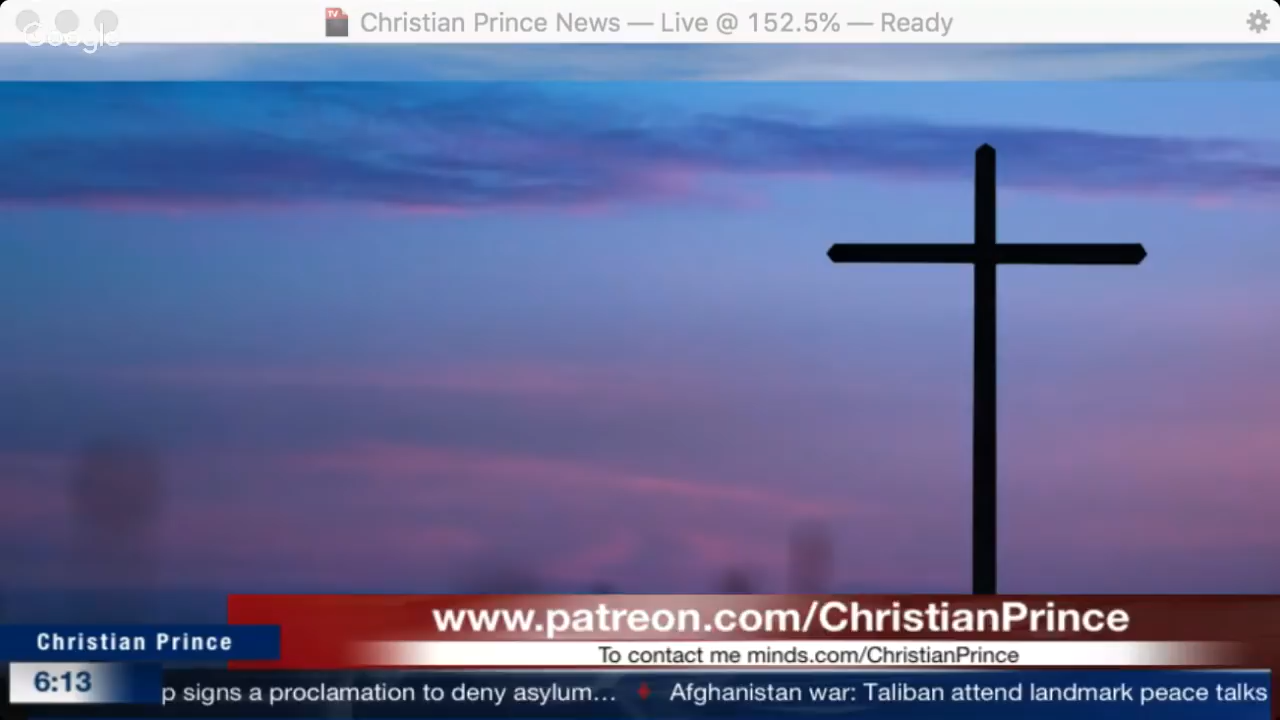 Christian Prince News — Live @ 152.5% — Ready
Google
TV
www.patreon.com/ChristianPrince
Christian Prince
To contact me minds.com/ChristianPrince
6:13
p signs a proclamation to deny asylum… Afghanistan war: Taliban attend landmark peace talks